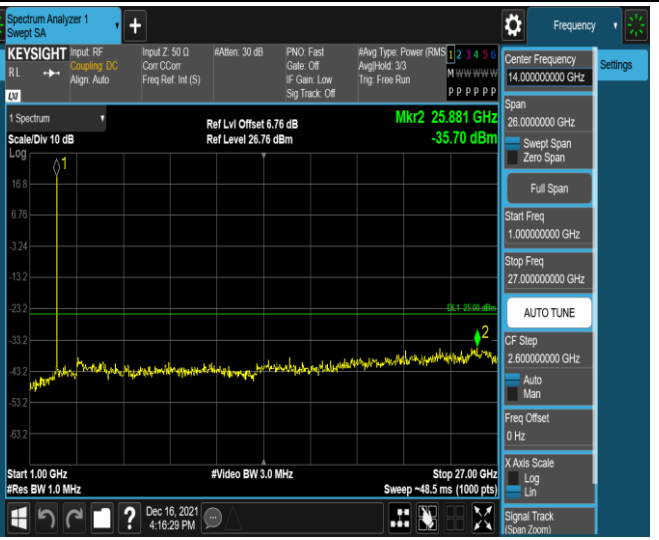 Spectrum Analyzer 1
Swept SA
Frequency
KEYSIGHT
RL
LXI
Input: RF
Coupling: DC
Align: Auto
Input Z: 50 Ω
Corr CCorr
Freq Ref: Int (S)
#Atten: 30 dB
PNO: Fast
Gate: Off
IF Gain: Low
Sig Track: Off
#Avg Type: Power (RMS
Avg|Hold: 3/3
Trig: Free Run
1 2 3 4 5 6
M W W W W W
P P P P P P
1 Spectrum
Scale/Div 10 dB
Ref Lvl Offset 6.76 dB
Ref Level 26.76 dBm
Mkr2 25.881 GHz
-35.70 dBm
Log
1
16.8
6.76
-3.24
-13.2
-23.2
DL1 -25.00 dBm
2
-33.2
-43.2
-53.2
-63.2
Start 1.00 GHz
#Res BW 1.0 MHz
#Video BW 3.0 MHz
Stop 27.00 GHz
Sweep ~48.5 ms (1000 pts)
?
Dec 16, 2021
4:16:29 PM
Center Frequency
14.000000000 GHz
Settings
Span
26.0000000 GHz
Swept Span
Zero Span
Full Span
Start Freq
1.000000000 GHz
Stop Freq
27.000000000 GHz
AUTO TUNE
CF Step
2.600000000 GHz
Auto
Man
Freq Offset
0 Hz
X Axis Scale
Log
Lin
Signal Track
(Span Zoom)